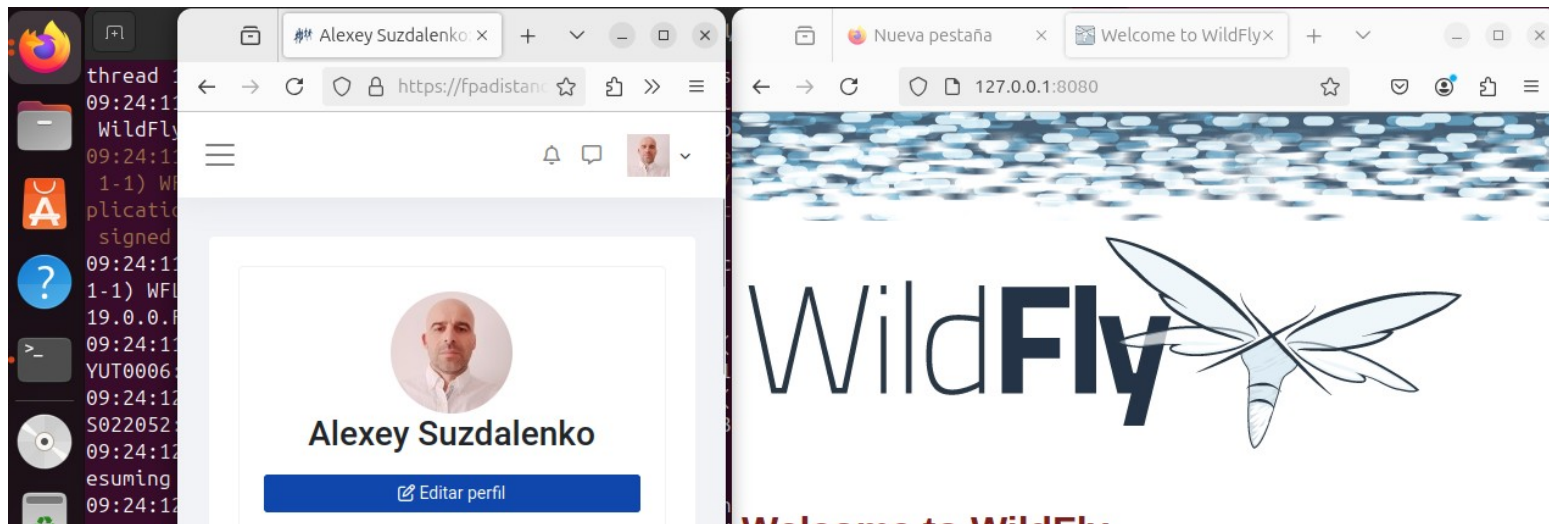 Alexey Suzdalenko:
Nueva pestaña
Welcome to WildFly
https://fpadistanc
127.0.0.1:8080
thread 1
09:24:11
WildFly
09:24:11
1-1) WF
plicatio
signed
09:24:11
1-1) WFL
19.0.0.F
09:24:11
YUT0006:
09:24:12
S022052:
09:24:12
esuming
09:24:12
Alexey Suzdalenko
Editar perfil
WildFly
Welcome to WildFly